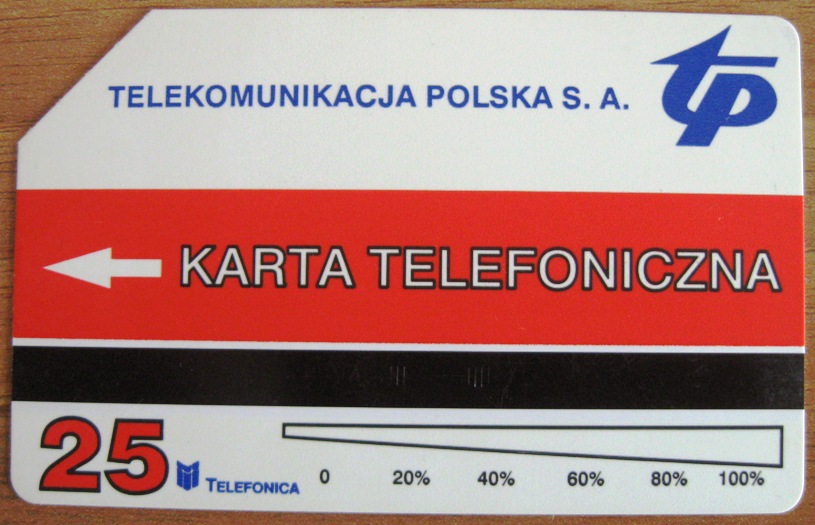 TELEKOMUNIKACJA POLSKA S. A.
tp
KARTA TELEFONICZNA
25
TELEFONICA
0 20% 40% 60% 80% 100%